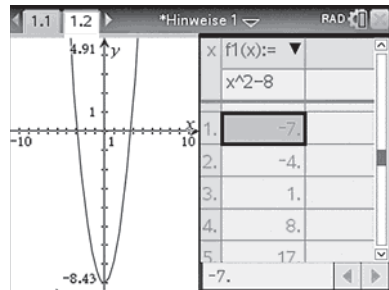 1.1 1.2 *Hinweise 1 RAD
4.91 y
1
x
-10 1 10
-8.43
x f1(x):= ▼
x^2-8
1. -7.
2. -4.
3. 1.
4. 8.
5. 17.
-7.